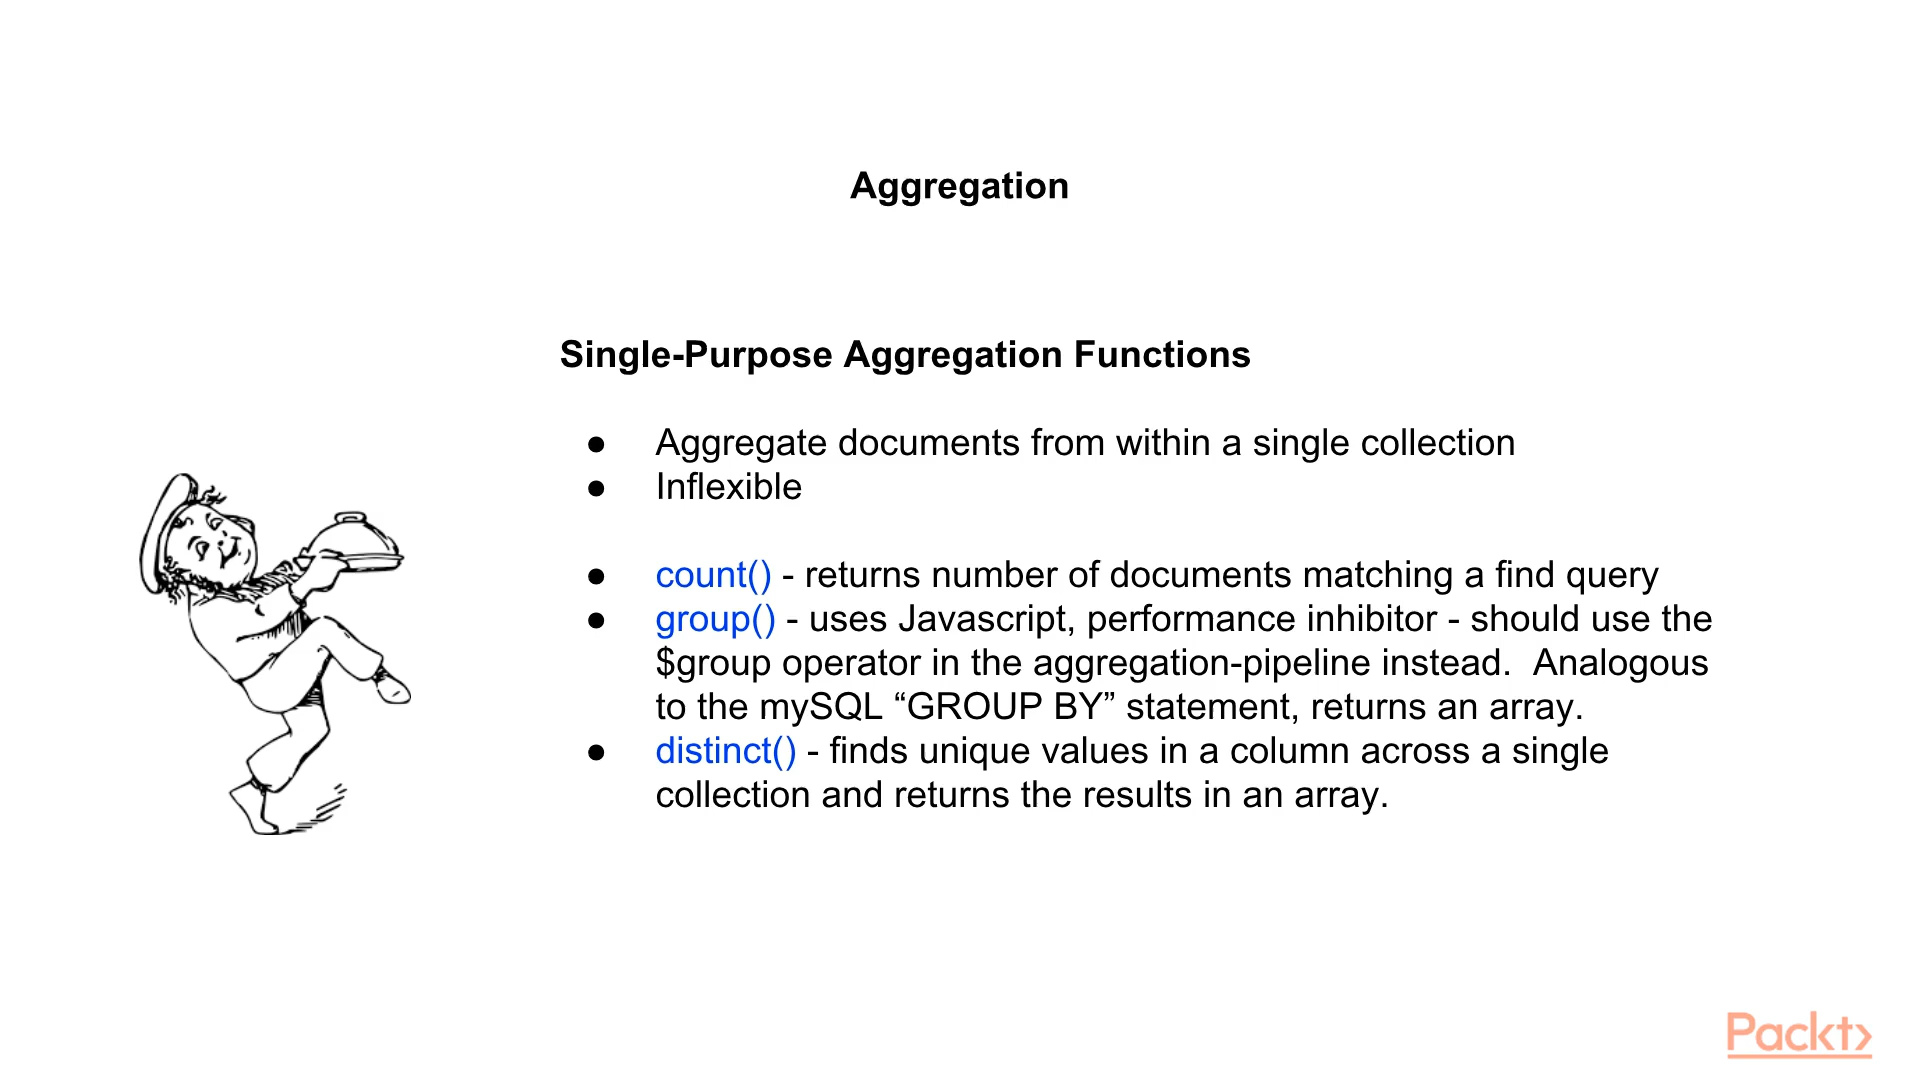 Aggregation
Single-Purpose Aggregation Functions
● Aggregate documents from within a single collection
● Inflexible
● count() - returns number of documents matching a find query
● group() - uses Javascript, performance inhibitor - should use the
$group operator in the aggregation-pipeline instead.  Analogous
to the mySQL “GROUP BY” statement, returns an array.
● distinct() - finds unique values in a column across a single
collection and returns the results in an array.
Packt>